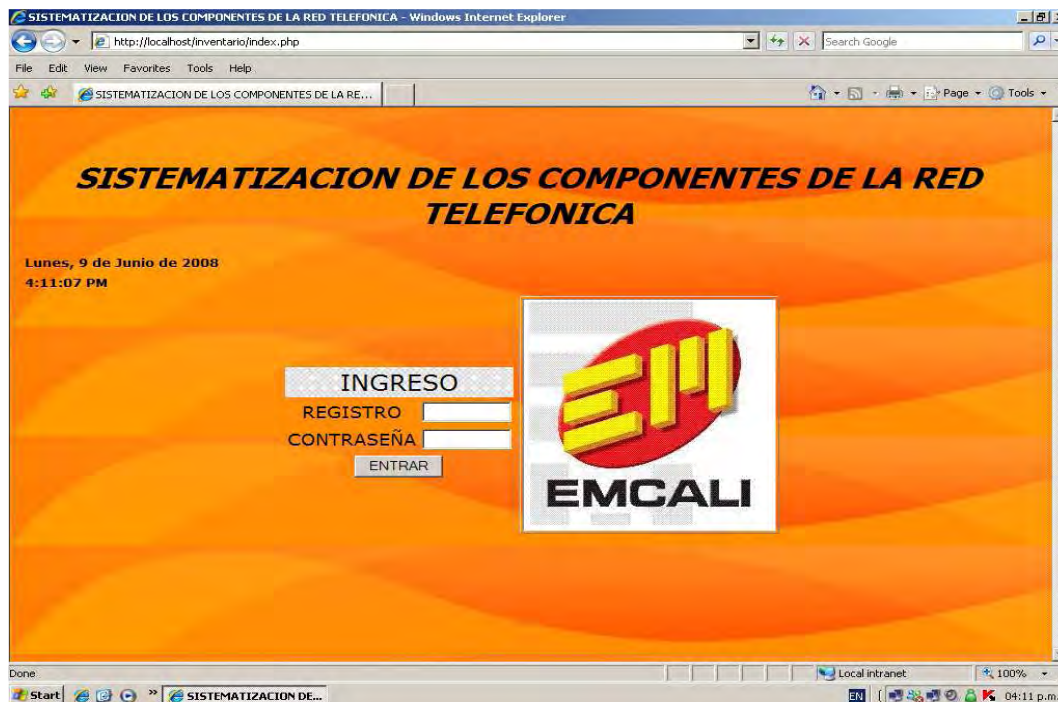 SISTEMATIZACION DE LOS COMPONENTES DE LA RED TELEFONICA - Windows Internet Explorer
http://localhost/inventario/index.php
Search Google
File Edit View Favorites Tools Help
SISTEMATIZACION DE LOS COMPONENTES DE LA RE...
Page
Tools
SISTEMATIZACION DE LOS COMPONENTES DE LA RED
TELEFONICA
Lunes, 9 de Junio de 2008
4:11:07 PM
INGRESO
REGISTRO
CONTRASEÑA
ENTRAR
EM
EMCALI
Done
Local intranet
100%
Start
SISTEMATIZACION DE...
EN
04:11 p.m.